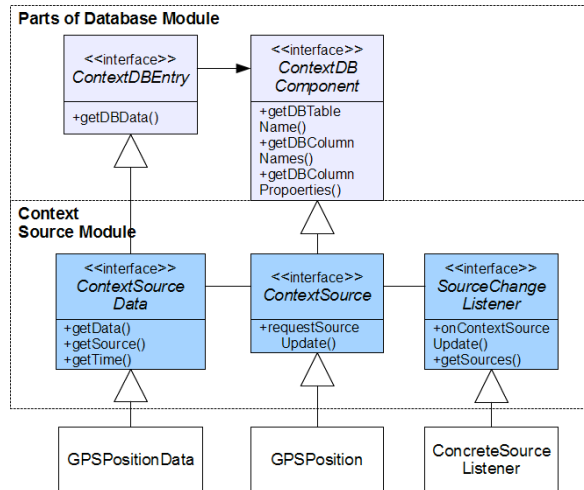 Parts of Database Module
<<interface>>
ContextDBEntry
+getDBData()
<<interface>>
ContextDB
Component
+getDBTable
Name()
+getDBColumn
Names()
+getDBColumn
Propoerties()
Context
Source Module
<<interface>>
ContextSource
Data
+getData()
+getSource()
+getTime()
<<interface>>
ContextSource
+requestSource
Update()
<<interface>>
SourceChange
Listener
+onContextSource
Update()
+getSources()
GPSPositionData
GPSPosition
ConcreteSource
Listener